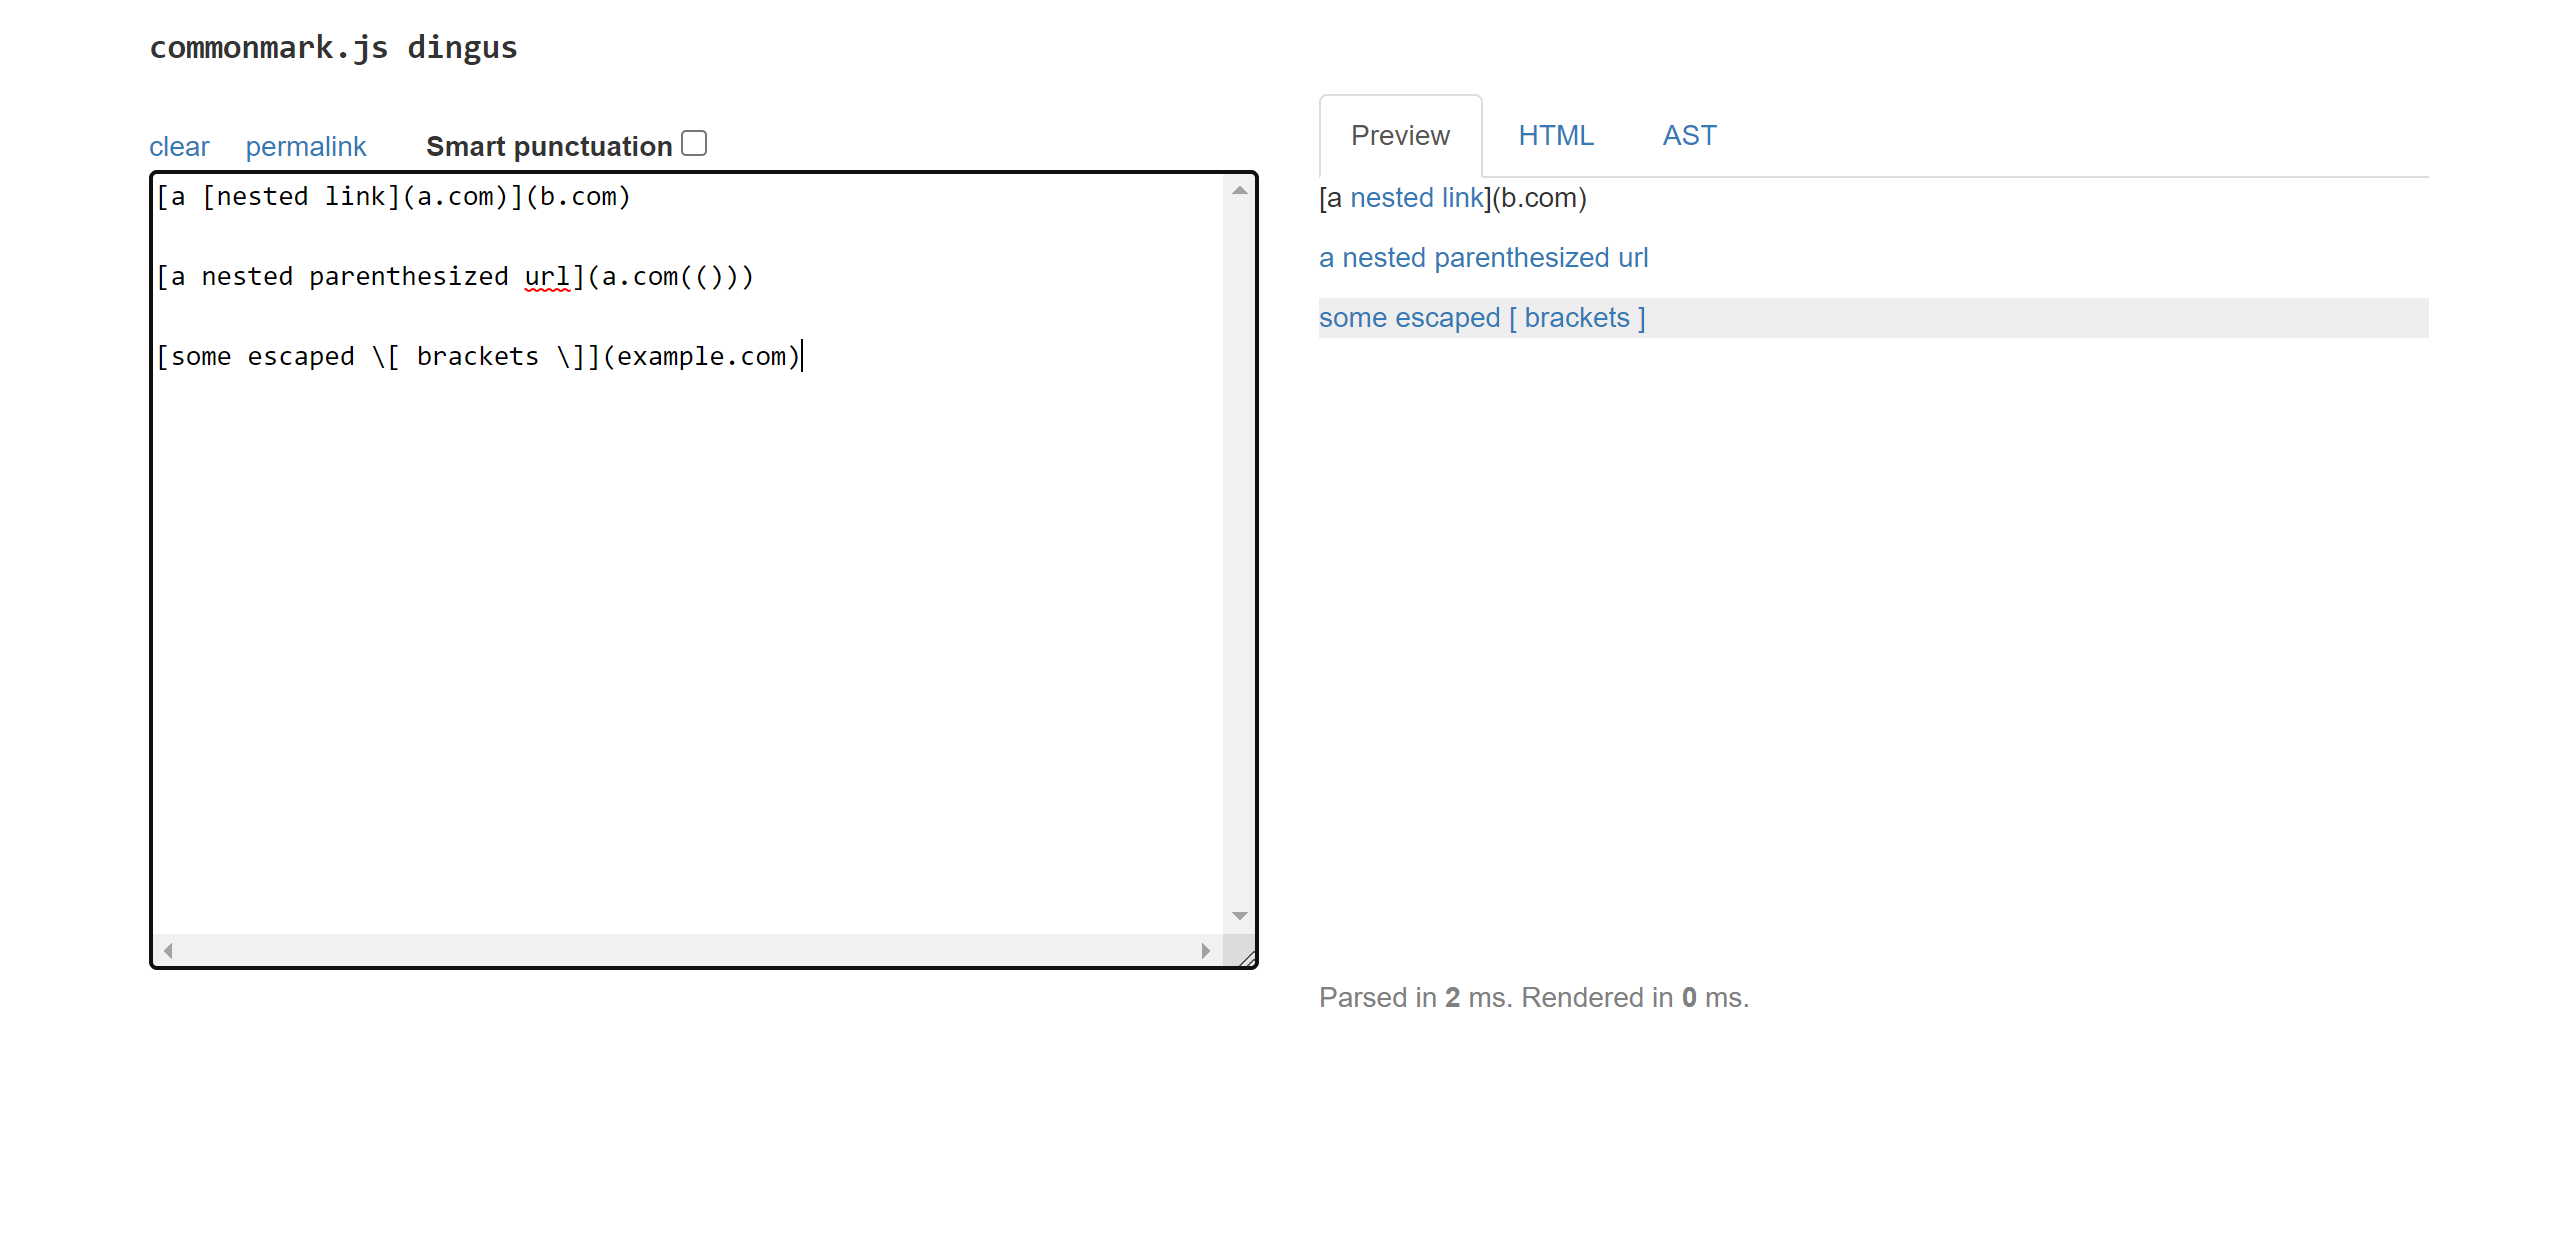 commonmark.js dingus
clear permalink Smart punctuation
[a [nested link](a.com)](b.com)
[a nested parenthesized url](a.com(()))
[some escaped \[ brackets \]](example.com)
Preview HTML AST
[a nested link](b.com)
a nested parenthesized url
some escaped [ brackets ]
Parsed in 2 ms. Rendered in 0 ms.